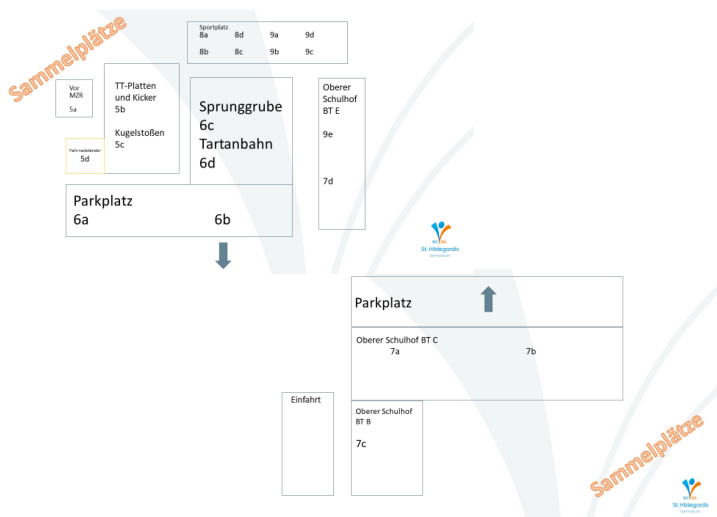 Sammelplätze
Sportplatz
8a 8d 9a 9d
8b 8c 9b 9c
Vor
MZR
5a
TT-Platten
und Kicker
5b
Kugelstoßen
5c
Fahrradständer
5d
Sprunggrube
6c
Tartanbahn
6d
Oberer
Schulhof
BT E
9e
7d
Parkplatz
6a 6b
St. Hildegardis
Gymnasium
Parkplatz
Oberer Schulhof BT C
7a 7b
Einfahrt
Oberer Schulhof
BT B
7c
Sammelplätze
St. Hildegardis
Gymnasium